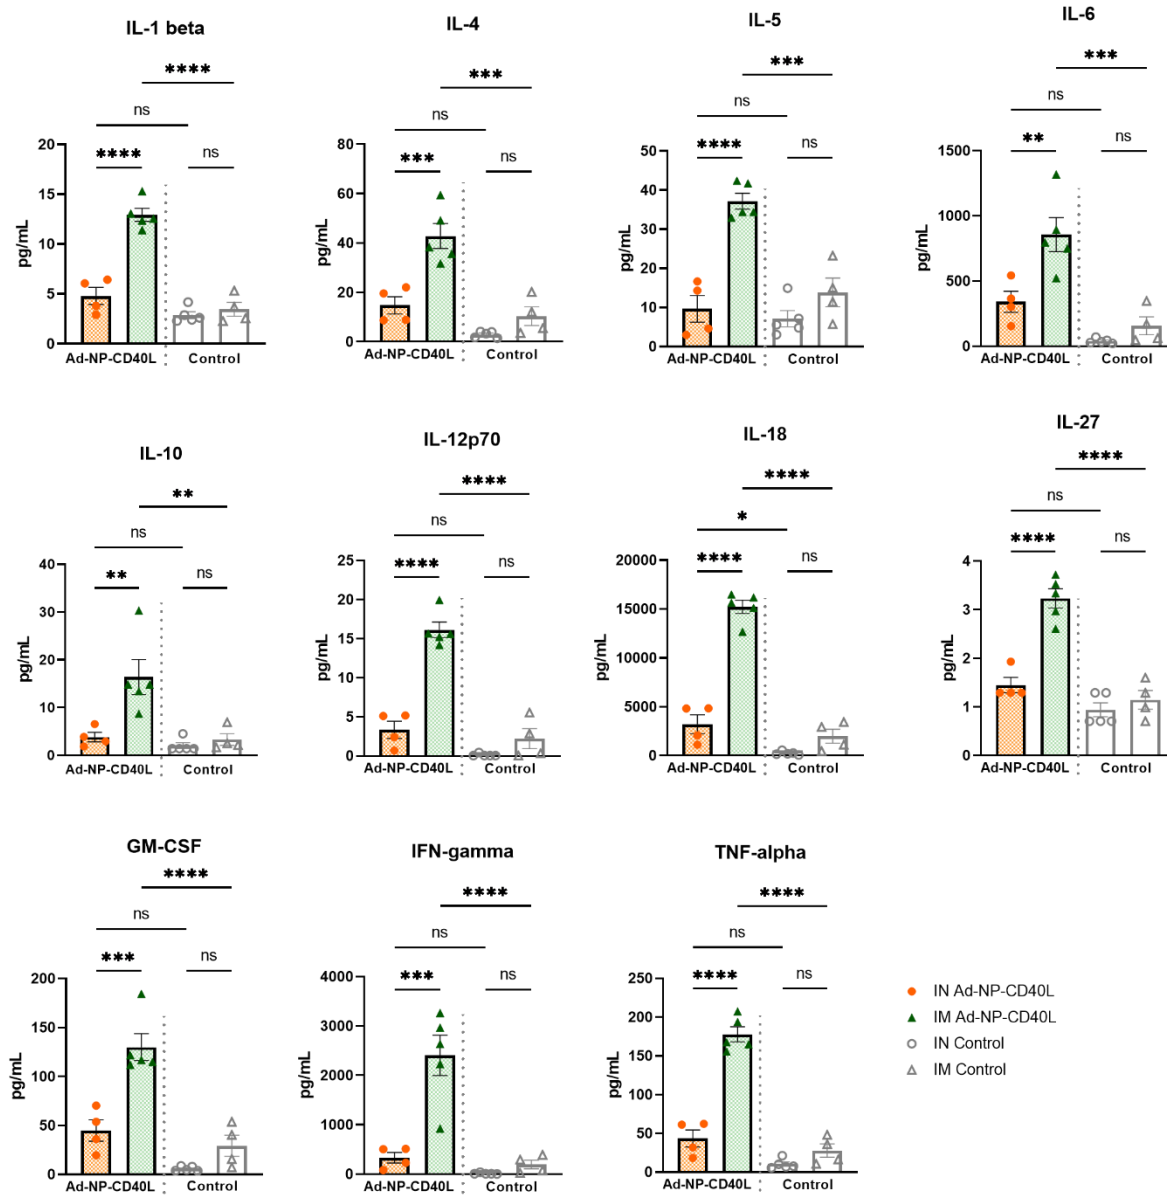 IL-1 beta
****
ns
****
ns
pg/mL
20
15
10
5
0
Ad-NP-CD40L
Control
IL-4
***
ns
***
ns
pg/mL
80
60
40
20
0
Ad-NP-CD40L
Control
IL-5
***
ns
****
ns
pg/mL
50
40
30
20
10
0
Ad-NP-CD40L
Control
IL-6
***
ns
**
ns
pg/mL
1500
1000
500
0
Ad-NP-CD40L
Control
IL-10
**
ns
**
ns
pg/mL
40
30
20
10
0
Ad-NP-CD40L
Control
IL-12p70
****
ns
****
ns
pg/mL
25
20
15
10
5
0
Ad-NP-CD40L
Control
IL-18
****
*
****
ns
pg/mL
20000
15000
10000
5000
0
Ad-NP-CD40L
Control
IL-27
****
ns
****
ns
pg/mL
4
3
2
1
0
Ad-NP-CD40L
Control
GM-CSF
****
ns
***
ns
pg/mL
200
150
100
50
0
Ad-NP-CD40L
Control
IFN-gamma
****
ns
***
ns
pg/mL
4000
3000
2000
1000
0
Ad-NP-CD40L
Control
TNF-alpha
****
ns
****
ns
pg/mL
250
200
150
100
50
0
Ad-NP-CD40L
Control
IN Ad-NP-CD40L
IM Ad-NP-CD40L
IN Control
IM Control